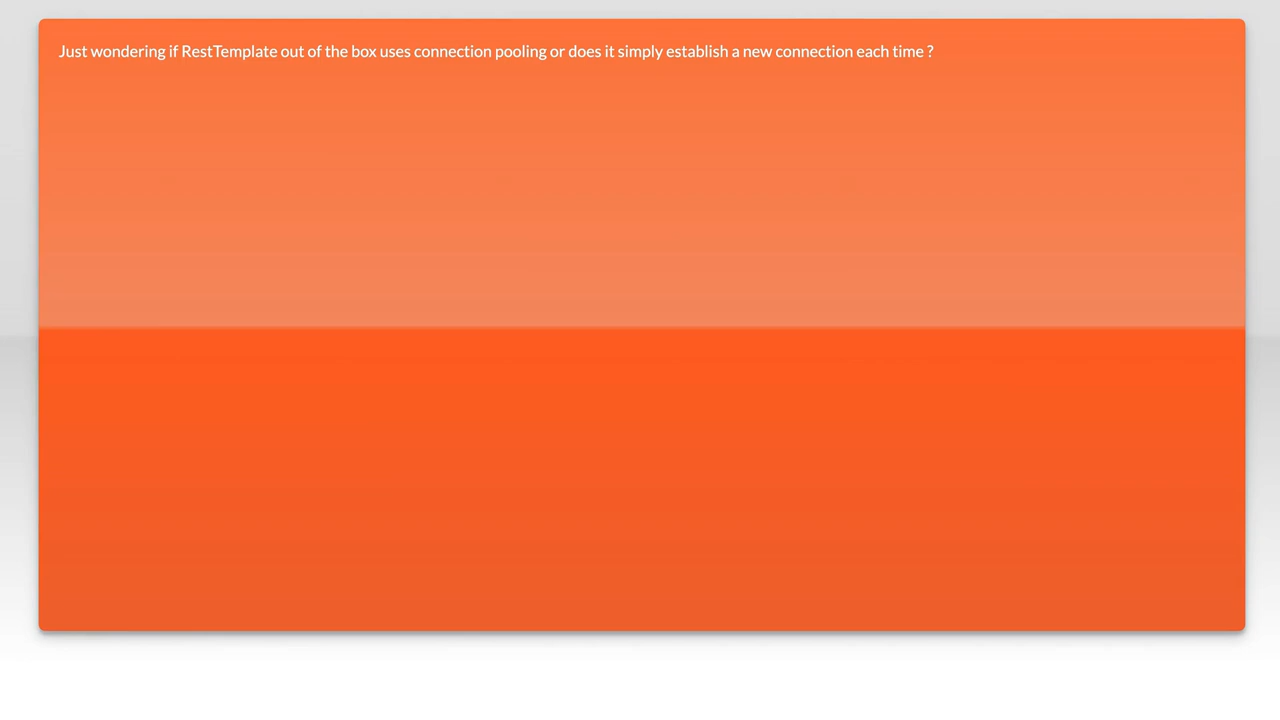 Just wondering if RestTemplate out of the box uses connection pooling or does it simply establish a new connection each time ?